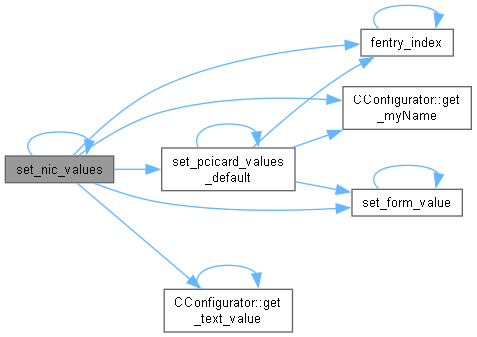 fentry_index
CConfigurator::get
_myName
set_nic_values
set_pcicard_values
_default
set_form_value
CConfigurator::get
_text_value